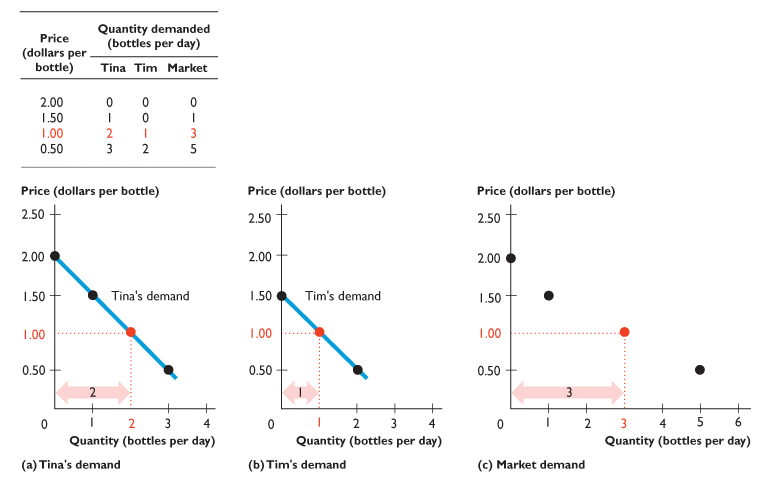 Quantity demanded
(bottles per day)
Price
(dollars per
bottle)
Tina Tim Market
2.00 0 0 0
1.50 1 0 1
1.00 2 1 3
0.50 3 2 5
Price (dollars per bottle)
2.50
2.00
1.50
1.00
0.50
Tina's demand
2
0 1 2 3 4
Quantity (bottles per day)
(a) Tina's demand
Price (dollars per bottle)
2.50
2.00
1.50
1.00
0.50
Tim's demand
1
0 1 2 3 4
Quantity (bottles per day)
(b) Tim's demand
Price (dollars per bottle)
2.50
2.00
1.50
1.00
0.50
3
0 1 2 3 4 5 6
Quantity (bottles per day)
(c) Market demand